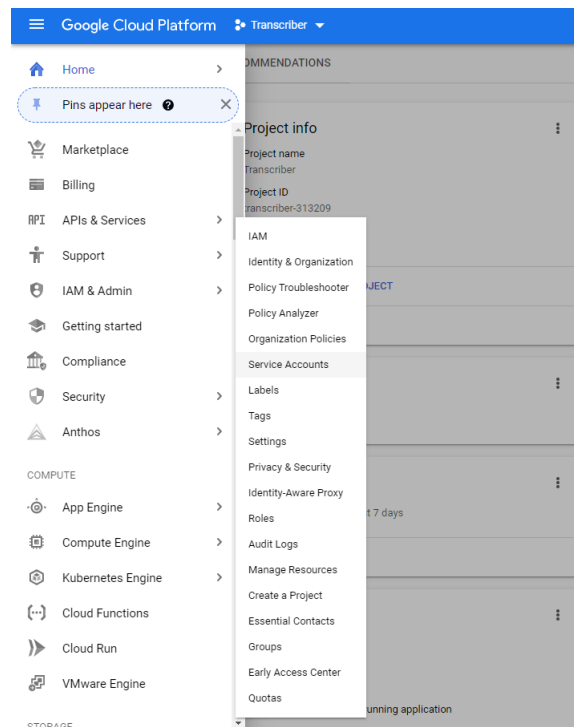 Google Cloud Platform
Transcriber
Home
Pins appear here
Marketplace
Billing
API APIs & Services
Support
IAM & Admin
Getting started
Compliance
Security
Anthos
COMPUTE
App Engine
Compute Engine
Kubernetes Engine
Cloud Functions
Cloud Run
VMware Engine
STORAGE
IAM
Identity & Organization
Policy Troubleshooter
Policy Analyzer
Organization Policies
Service Accounts
Labels
Tags
Settings
Privacy & Security
Identity-Aware Proxy
Roles
Audit Logs
Manage Resources
Create a Project
Essential Contacts
Groups
Early Access Center
Quotas
OMMENDATIONS
Project info
Project name
Transcriber
Project ID
transcriber-313209
OJECT
t 7 days
unning application